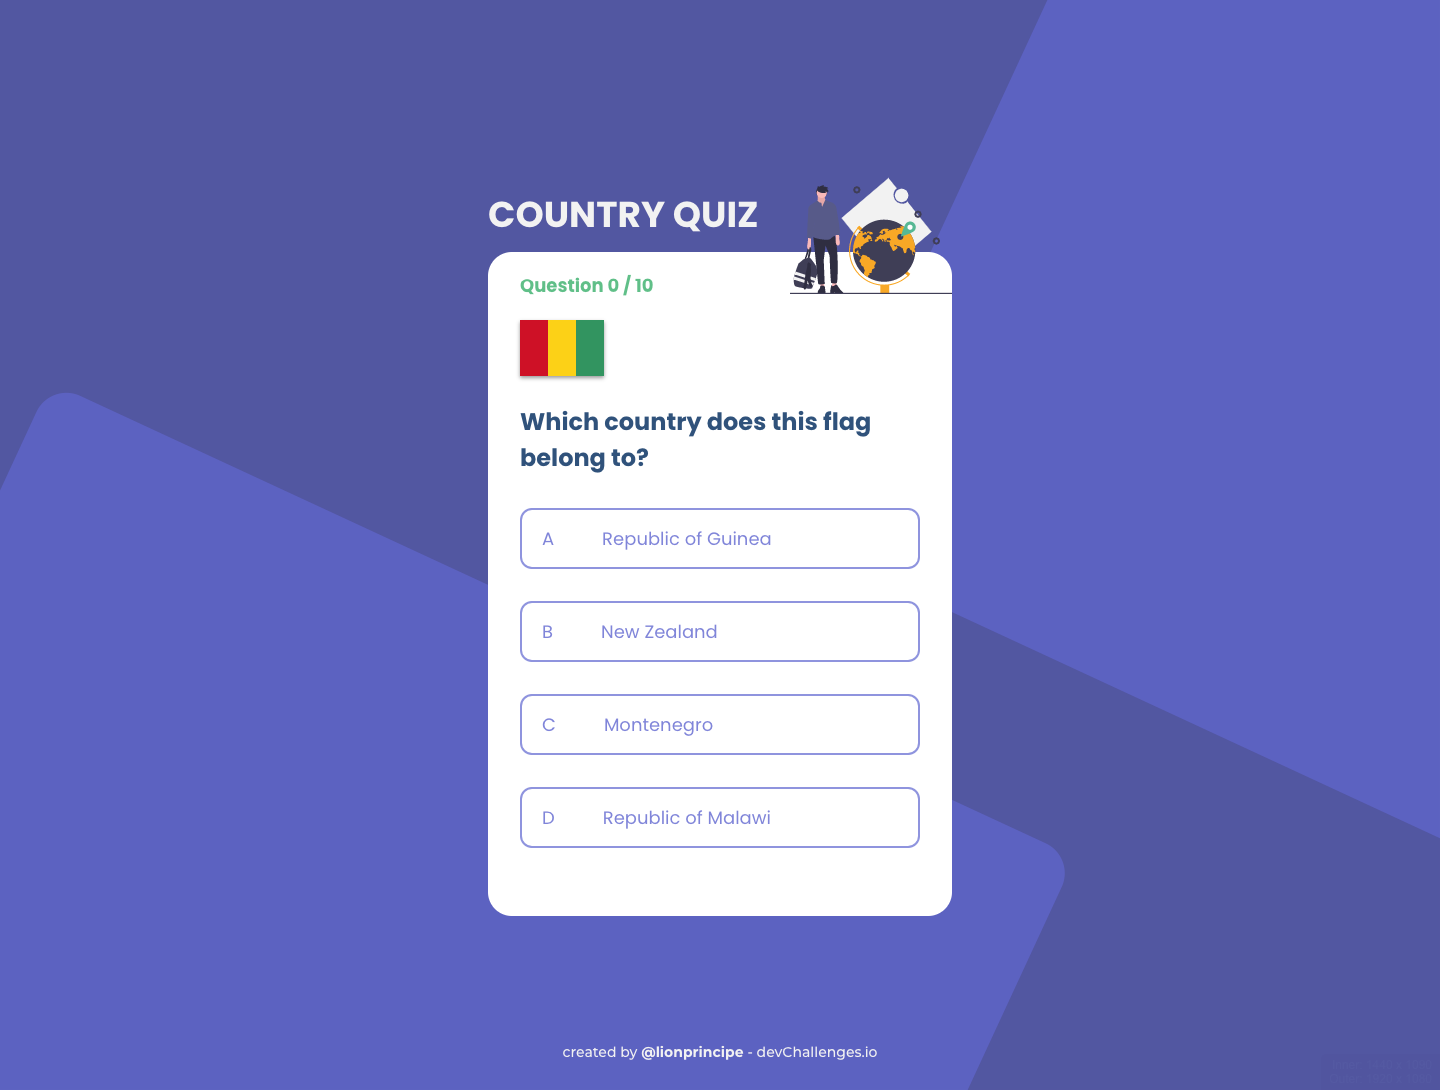 COUNTRY QUIZ
Question 0 / 10
Which country does this flag
belong to?
A Republic of Guinea
B New Zealand
C Montenegro
D Republic of Malawi
created by @lionprincipe - devChallenges.io